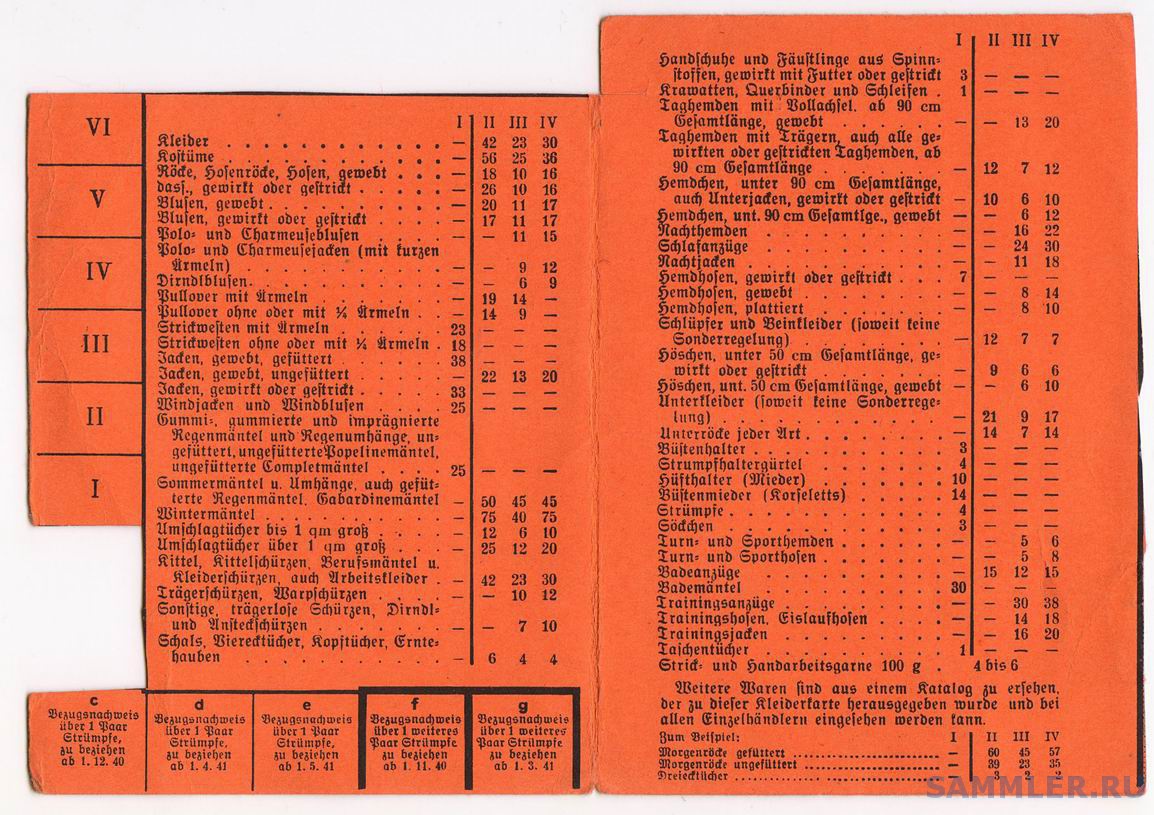 VI
V
IV
III
II
I
I II III IV
Kleider . . . . . . . . . . . . — 42 23 30
Kostüme . . . . . . . . . . . . — 56 25 36
Röcke, Hosenröcke, Hosen, gewebt . . . — 18 10 16
dass., gewirkt oder gestrickt . . . . . — 26 10 16
Blusen, gewebt . . . . . . . . . — 20 11 17
Blusen, gewirkt oder gestrickt . . . . — 17 11 17
Polo= und Charmeuseblusen . . . . — — 11 15
Polo= und Charmeusejacken (mit kurzen
Ärmeln) . . . . . . . . . . — — 9 12
Dirndlblusen . . . . . . . . . . — — 6 9
Pullover mit Ärmeln . . . . . . . — 19 14 —
Pullover ohne oder mit ¼ Ärmeln . . — 14 9 —
Strickwesten mit Ärmeln . . . . . . 23 — — —
Strickwesten ohne oder mit ¼ Ärmeln . 18 — — —
Jacken, gewebt, gefüttert . . . . . . 38 — — —
Jacken, gewebt, ungefüttert . . . . . — 22 13 20
Jacken, gewirkt oder gestrickt . . . . . 33 — — —
Windjacken und Windblusen . . . . 25 — — —
Gummi=, gummierte und imprägnierte
Regenmäntel und Regenumhänge, un=
gefüttert, ungefütterte Popelinemäntel,
ungefütterte Completmäntel . . . . 25 — — —
Sommermäntel u. Umhänge, auch gefüt=
terte Regenmäntel, Gabardinemäntel — 50 45 45
Wintermäntel . . . . . . . . . . — 75 40 75
Umschlagtücher bis 1 qm groß . . . . — 12 6 10
Umschlagtücher über 1 qm groß . . . — 25 12 20
Kittel, Kittelschürzen, Berufsmäntel u.
Kleiderschürzen, auch Arbeitskleider . — 42 23 30
Trägerschürzen, Warpschürzen . . . . — — 10 12
Sonstige, trägerlose Schürzen, Dirndl=
und Ansteckschürzen . . . . . . — — 7 10
Schals, Vierecktücher, Kopftücher, Ernte=
hauben . . . . . . . . . . — 6 4 4
c
Bezugsnachweis
über 1 Paar
Strümpfe,
zu beziehen
ab 1. 12. 40
d
Bezugsnachweis
über 1 Paar
Strümpfe,
zu beziehen
ab 1. 4. 41
e
Bezugsnachweis
über 1 Paar
Strümpfe,
zu beziehen
ab 1. 5. 41
f
Bezugsnachweis
über 1 weiteres
Paar Strümpfe
zu beziehen
ab 1. 11. 40
g
Bezugsnachweis
über 1 weiteres
Paar Strümpfe
zu beziehen
ab 1. 3. 41
I II III IV
Handschuhe und Fäustlinge aus Spinn=
stoffen, gewirkt mit Futter oder gestrickt 3 — — —
Krawatten, Querbinder und Schleifen . 1 — — —
Taghemden mit Vollachsel, ab 90 cm
Gesamtlänge, gewebt . . . . . . — — 13 20
Taghemden mit Trägern, auch alle ge=
wirkten oder gestrickten Taghemden, ab
90 cm Gesamtlänge . . . . . . — 12 7 12
Hemdchen, unter 90 cm Gesamtlänge,
auch Unterjacken, gewirkt oder gestrickt — 10 6 10
Hemdchen, unt. 90 cm Gesamtlge., gewebt — — 6 12
Nachthemden . . . . . . . . . . — — 16 22
Schlafanzüge . . . . . . . . . . — — 24 30
Nachtjacken . . . . . . . . . . — — 11 18
Hemdhosen, gewirkt oder gestrickt . . . 7 — — —
Hemdhosen, gewebt . . . . . . . . — — 8 14
Hemdhosen, plattiert . . . . . . . — — 8 10
Schlüpfer und Beinkleider (soweit keine
Sonderregelung) . . . . . . . . — 12 7 7
Höschen, unter 50 cm Gesamtlänge, ge=
wirkt oder gestrickt . . . . . . . — 9 6 6
Höschen, unt. 50 cm Gesamtlänge, gewebt — — 6 10
Unterkleider (soweit keine Sonderrege=
lung) . . . . . . . . . . . — 21 9 17
Unterröcke jeder Art . . . . . . . . — 14 7 14
Büstenhalter . . . . . . . . . . 3 — — —
Strumpfhaltergürtel . . . . . . . 4 — — —
Hüfthalter (Mieder) . . . . . . . 10 — — —
Büstenmieder (Korseletts) . . . . . . 14 — — —
Strümpfe . . . . . . . . . . . 4 — — —
Söckchen . . . . . . . . . . . 3 — — —
Turn= und Sporthemden . . . . . . — — 5 6
Turn= und Sporthosen . . . . . . . — — 5 8
Badeanzüge . . . . . . . . . . — 15 12 15
Bademäntel . . . . . . . . . . 30 — — —
Trainingsanzüge . . . . . . . . . — — 30 38
Trainingshosen, Eislaufhosen . . . . — — 14 18
Trainingsjacken . . . . . . . . . — — 16 20
Taschentücher . . . . . . . . . . 1 — — —
Strick= und Handarbeitsgarne 100 g . 4 bis 6
Weitere Waren sind aus einem Katalog zu ersehen,
der zu dieser Kleiderkarte herausgegeben wurde und bei
allen Einzelhändlern eingesehen werden kann.
Zum Beispiel: I II III IV
Morgenröcke gefüttert .............. — 60 45 57
Morgenröcke ungefüttert .............. — 39 23 35
Dreiecktücher .............. — 3 2 2
SAMMLER.RU